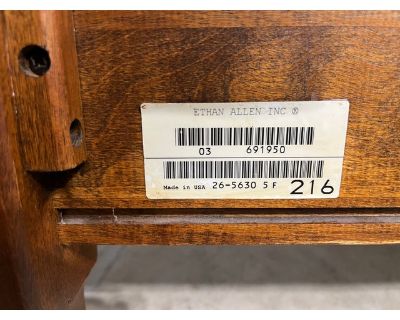 ETHAN ALLEN INC ®
03 691950
Made in USA 26-5630 5 F 216